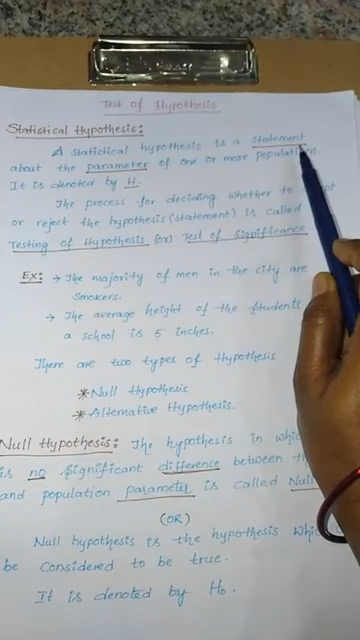 Test of Hypothesis
Statistical Hypothesis:
A statistical hypothesis is a statement
about the parameter of one or more populations.
It is denoted by H.
The process for deciding whether to
or reject the hypothesis (statement) is called
Testing of Hypothesis (or) Test of Significance
Ex: → The majority of men in the city are
smokers.
→ The average height of the students
a school is 5 inches.
There are two types of Hypothesis
* Null Hypothesis
* Alternative Hypothesis.
Null Hypothesis: The hypothesis in
is no significant difference between
and population parameter is called Null
(OR)
Null hypothesis is the hypothesis
be considered to be true.
It is denoted by H₀.